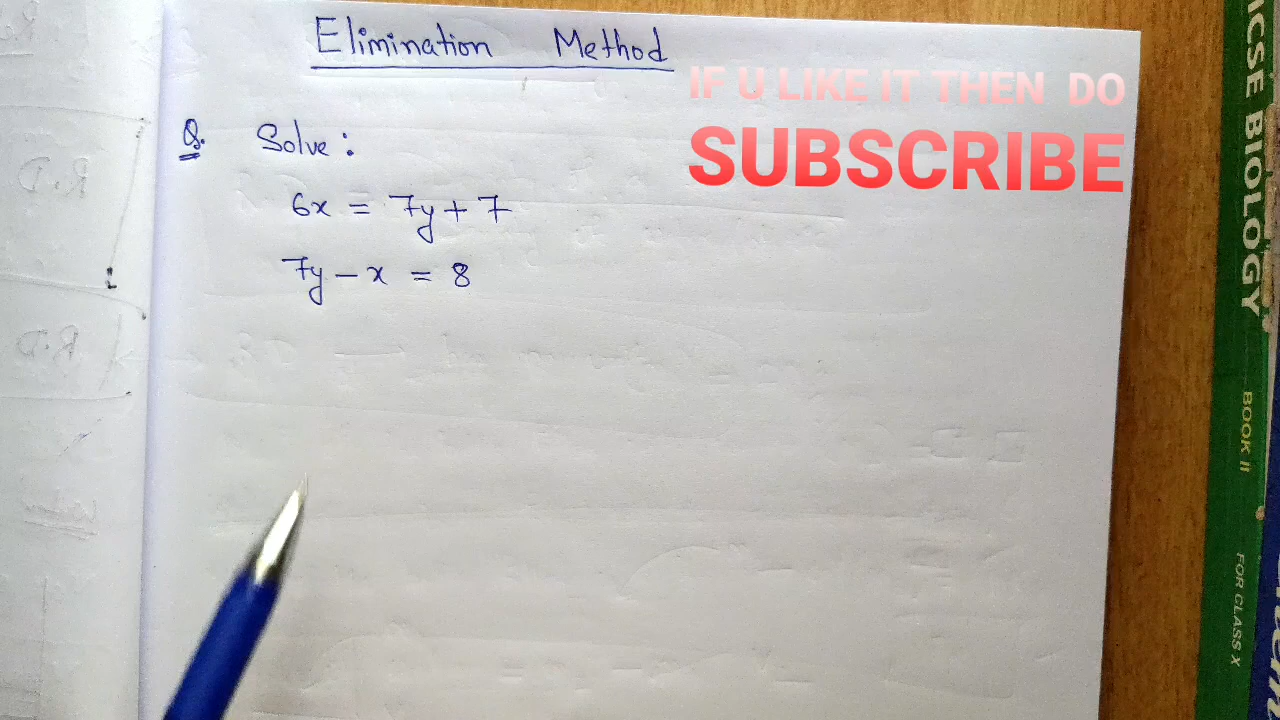 Elimination Method
IF U LIKE IT THEN DO
SUBSCRIBE
Q. Solve:
6x = 7y + 7
7y - x = 8
ICSE BIOLOGY
BOOK II
FOR CLASS X
R.D
R.D